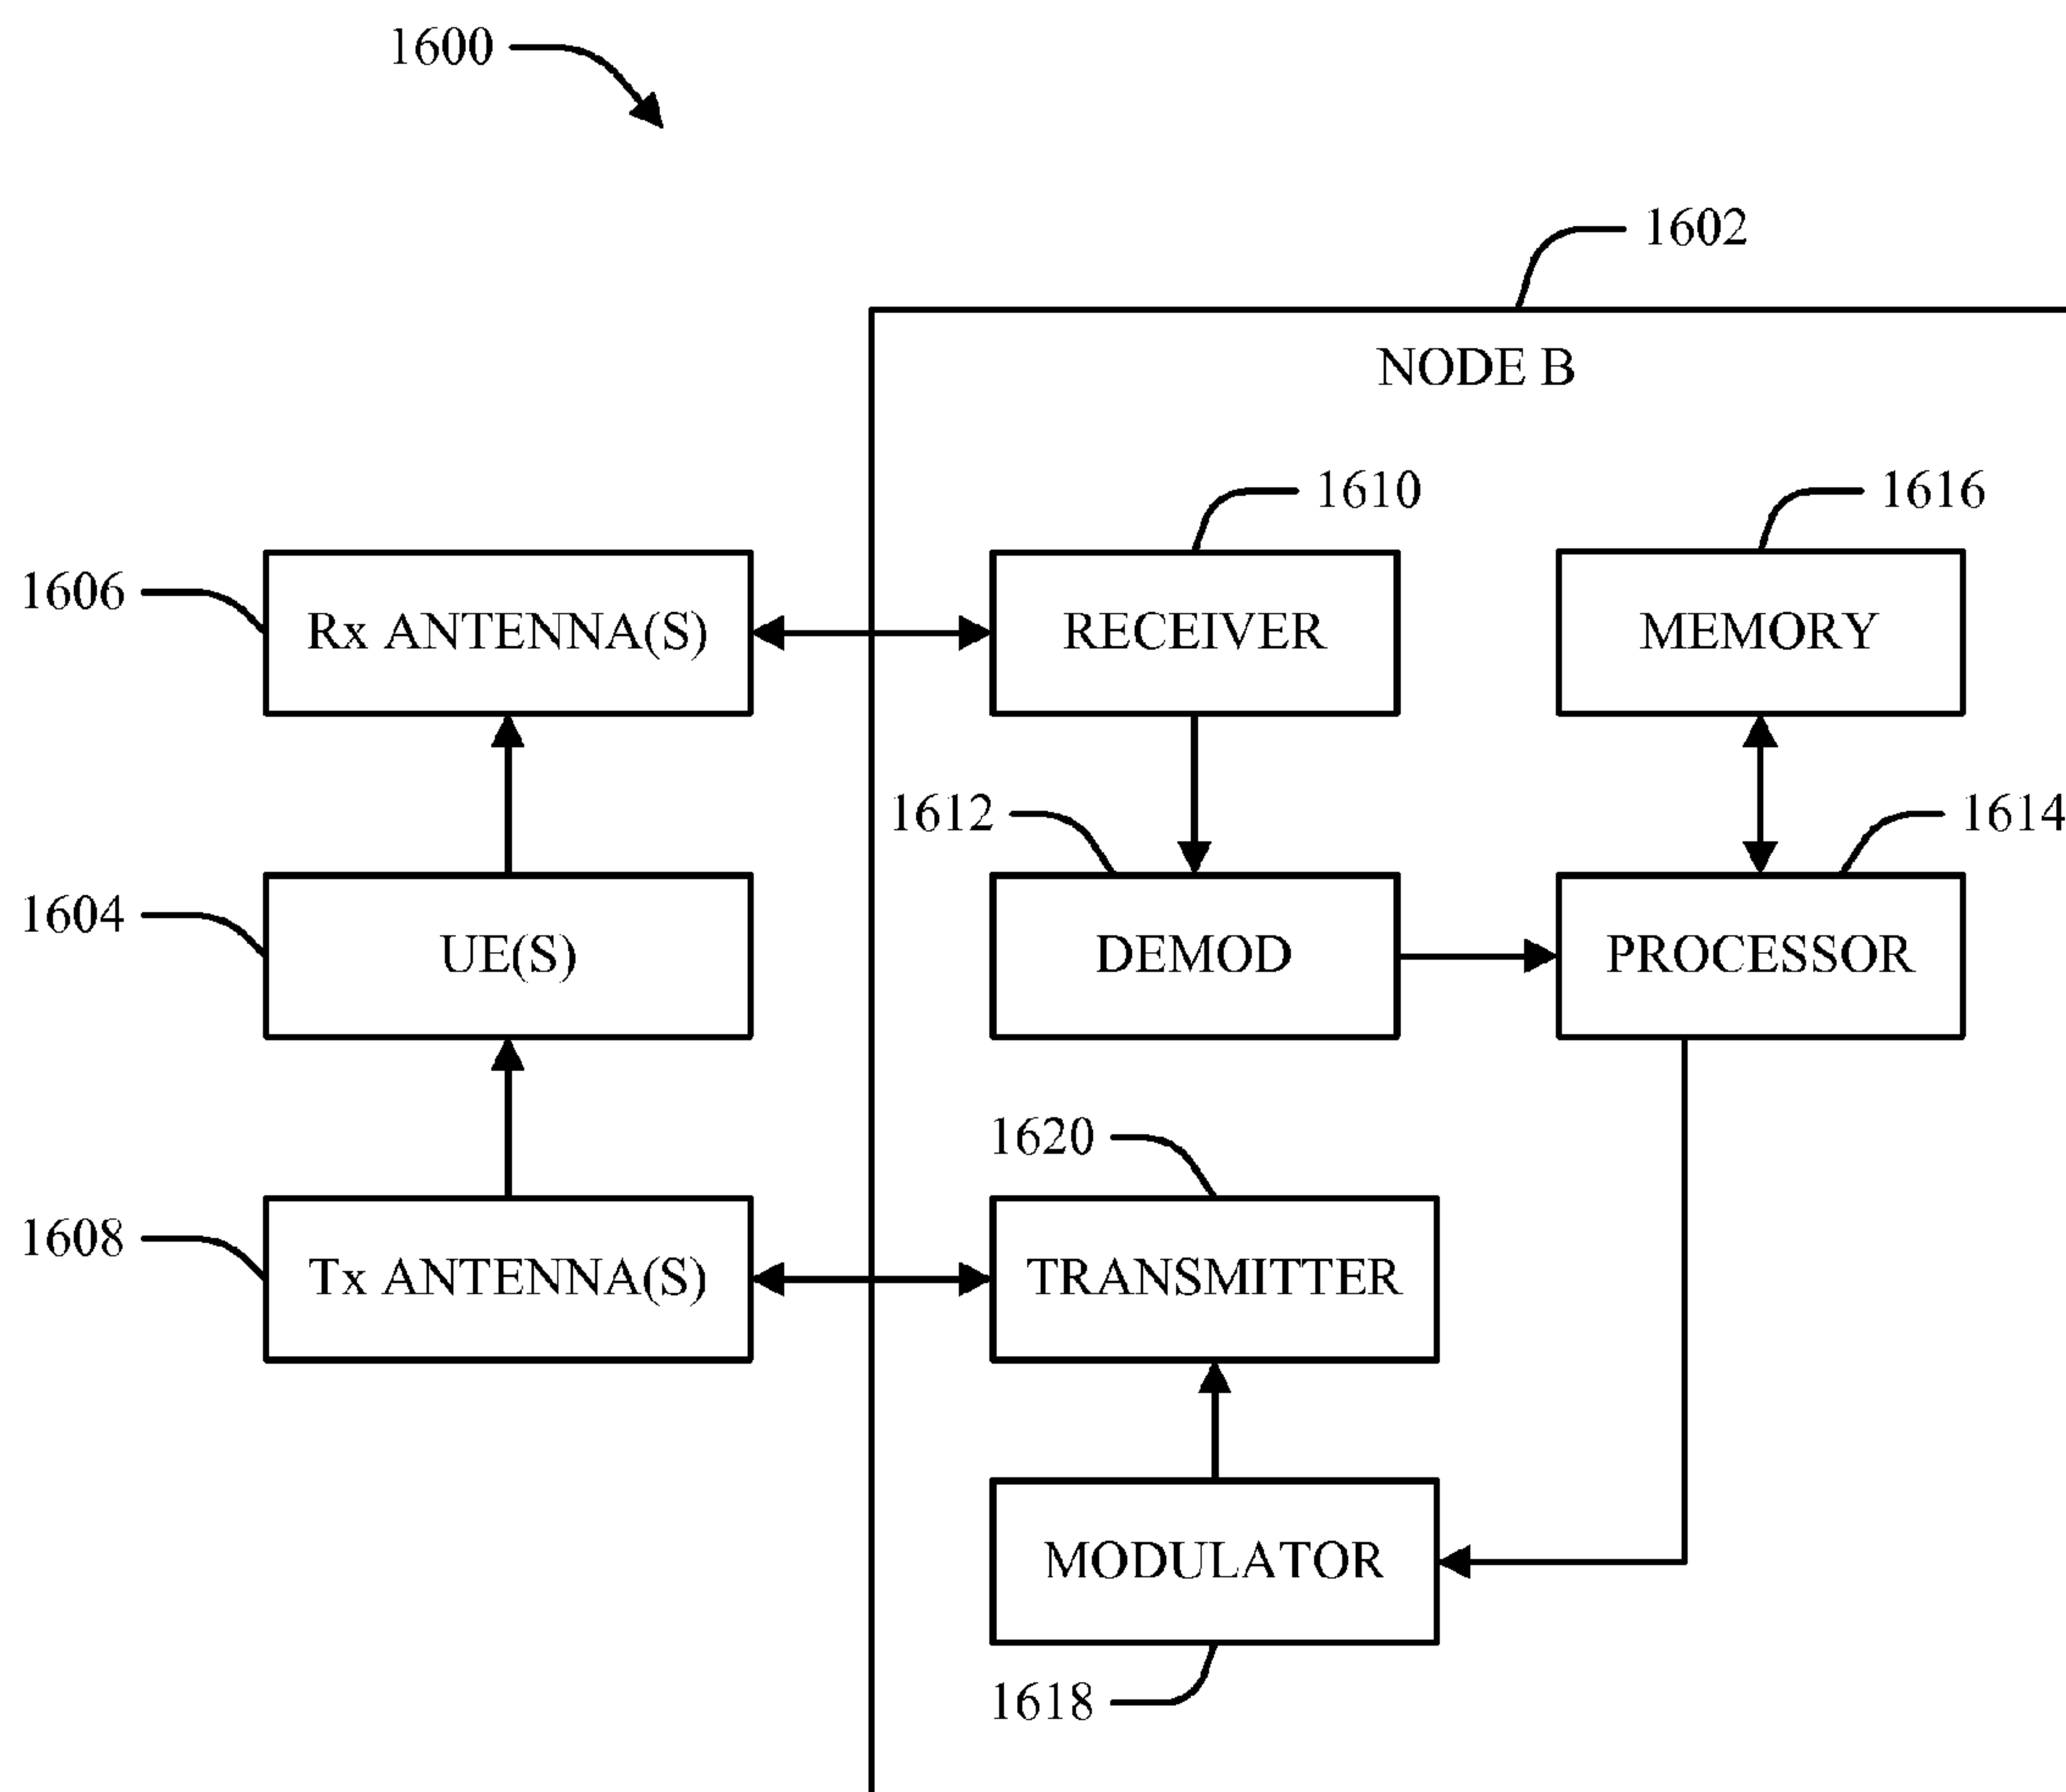 1600
1602
NODE B
1610
1616
1606
Rx ANTENNA(S)
RECEIVER
MEMORY
1612
1614
1604
UE(S)
DEMOD
PROCESSOR
1620
1608
Tx ANTENNA(S)
TRANSMITTER
MODULATOR
1618